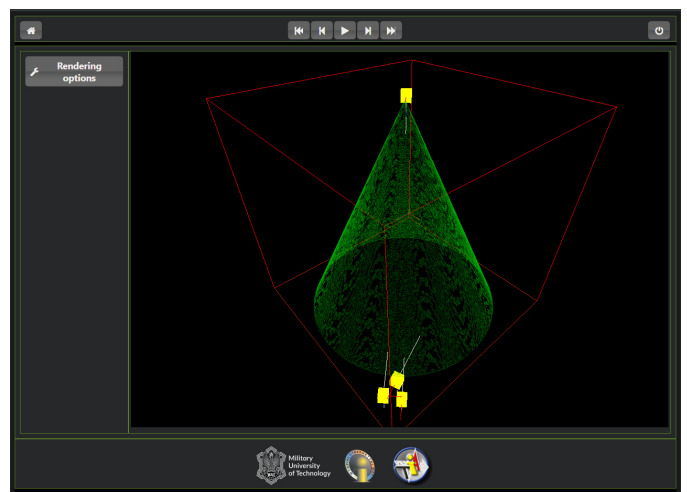 Rendering
options
Military
University
of Technology